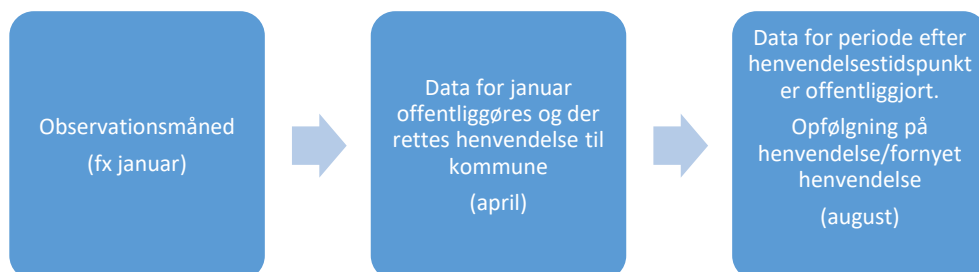 Observationsmåned
(fx januar)
Data for januar
offentliggøres og der
rettes henvendelse til
kommune
(april)
Data for periode efter
henvendelsestidspunkt
er offentliggjort.
Opfølgning på
henvendelse/fornyet
henvendelse
(august)